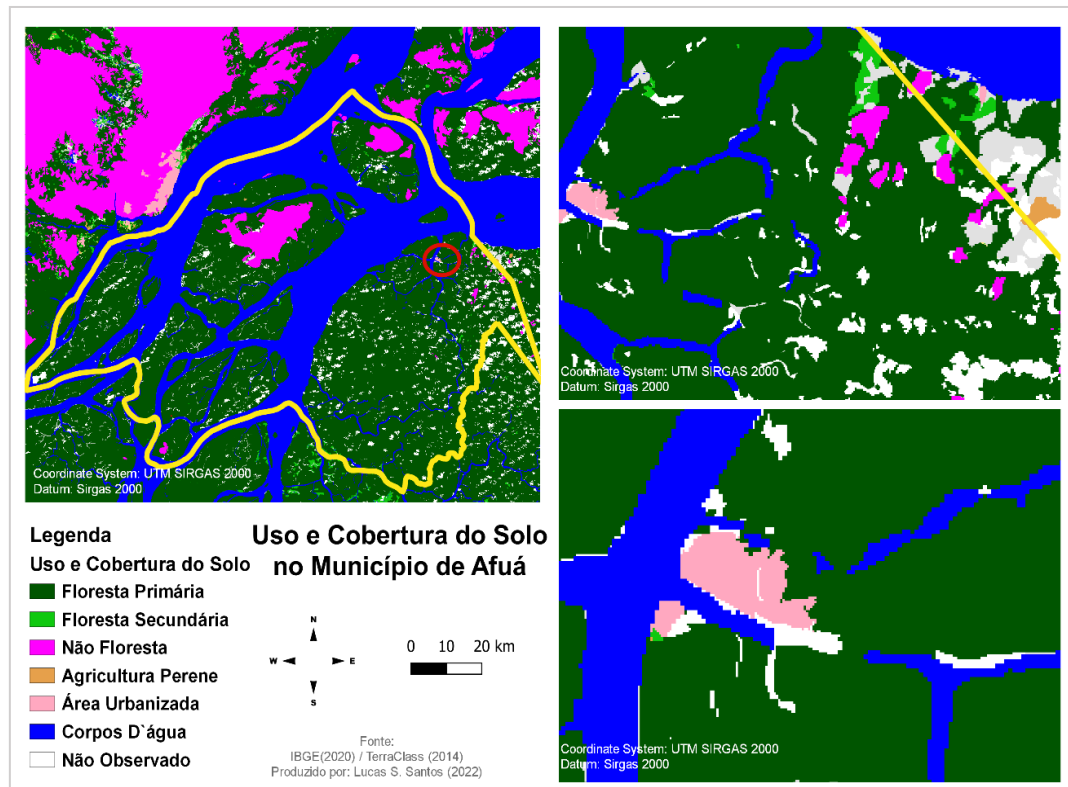 Coordinate System: UTM SIRGAS 2000
Datum: Sirgas 2000
Coordinate System: UTM SIRGAS 2000
Datum: Sirgas 2000
Legenda
Uso e Cobertura do Solo
Floresta Primária
Floresta Secundária
Não Floresta
Agricultura Perene
Área Urbanizada
Corpos D`água
Não Observado
Uso e Cobertura do Solo
no Município de Afuá
N
W
E
S
0 10 20 km
Fonte:
IBGE(2020) / TerraClass (2014)
Produzido por: Lucas S. Santos (2022)
Coordinate System: UTM SIRGAS 2000
Datum: Sirgas 2000